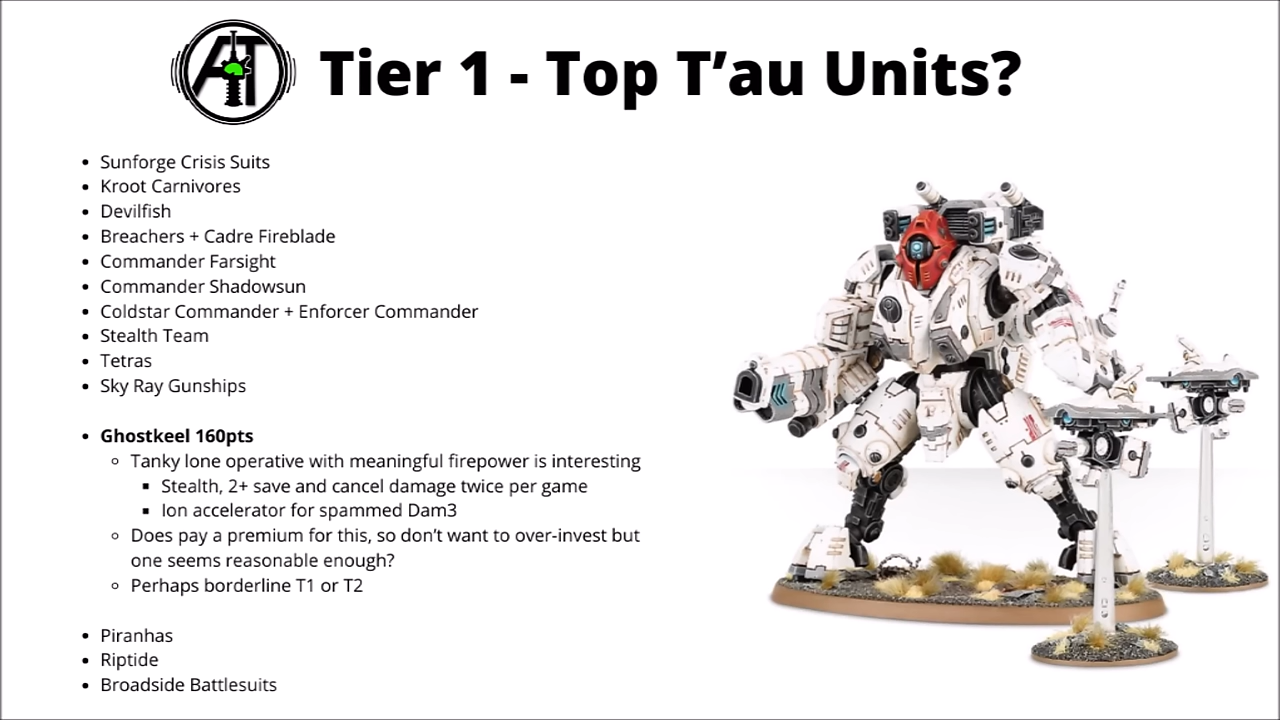 AT
Tier 1 - Top T’au Units?
• Sunforge Crisis Suits
• Kroot Carnivores
• Devilfish
• Breachers + Cadre Fireblade
• Commander Farsight
• Commander Shadowsun
• Coldstar Commander + Enforcer Commander
• Stealth Team
• Tetras
• Sky Ray Gunships
• Ghostkeel 160pts
◦ Tanky lone operative with meaningful firepower is interesting
▪ Stealth, 2+ save and cancel damage twice per game
▪ Ion accelerator for spammed Dam3
◦ Does pay a premium for this, so don’t want to over-invest but
one seems reasonable enough?
◦ Perhaps borderline T1 or T2
• Piranhas
• Riptide
• Broadside Battlesuits